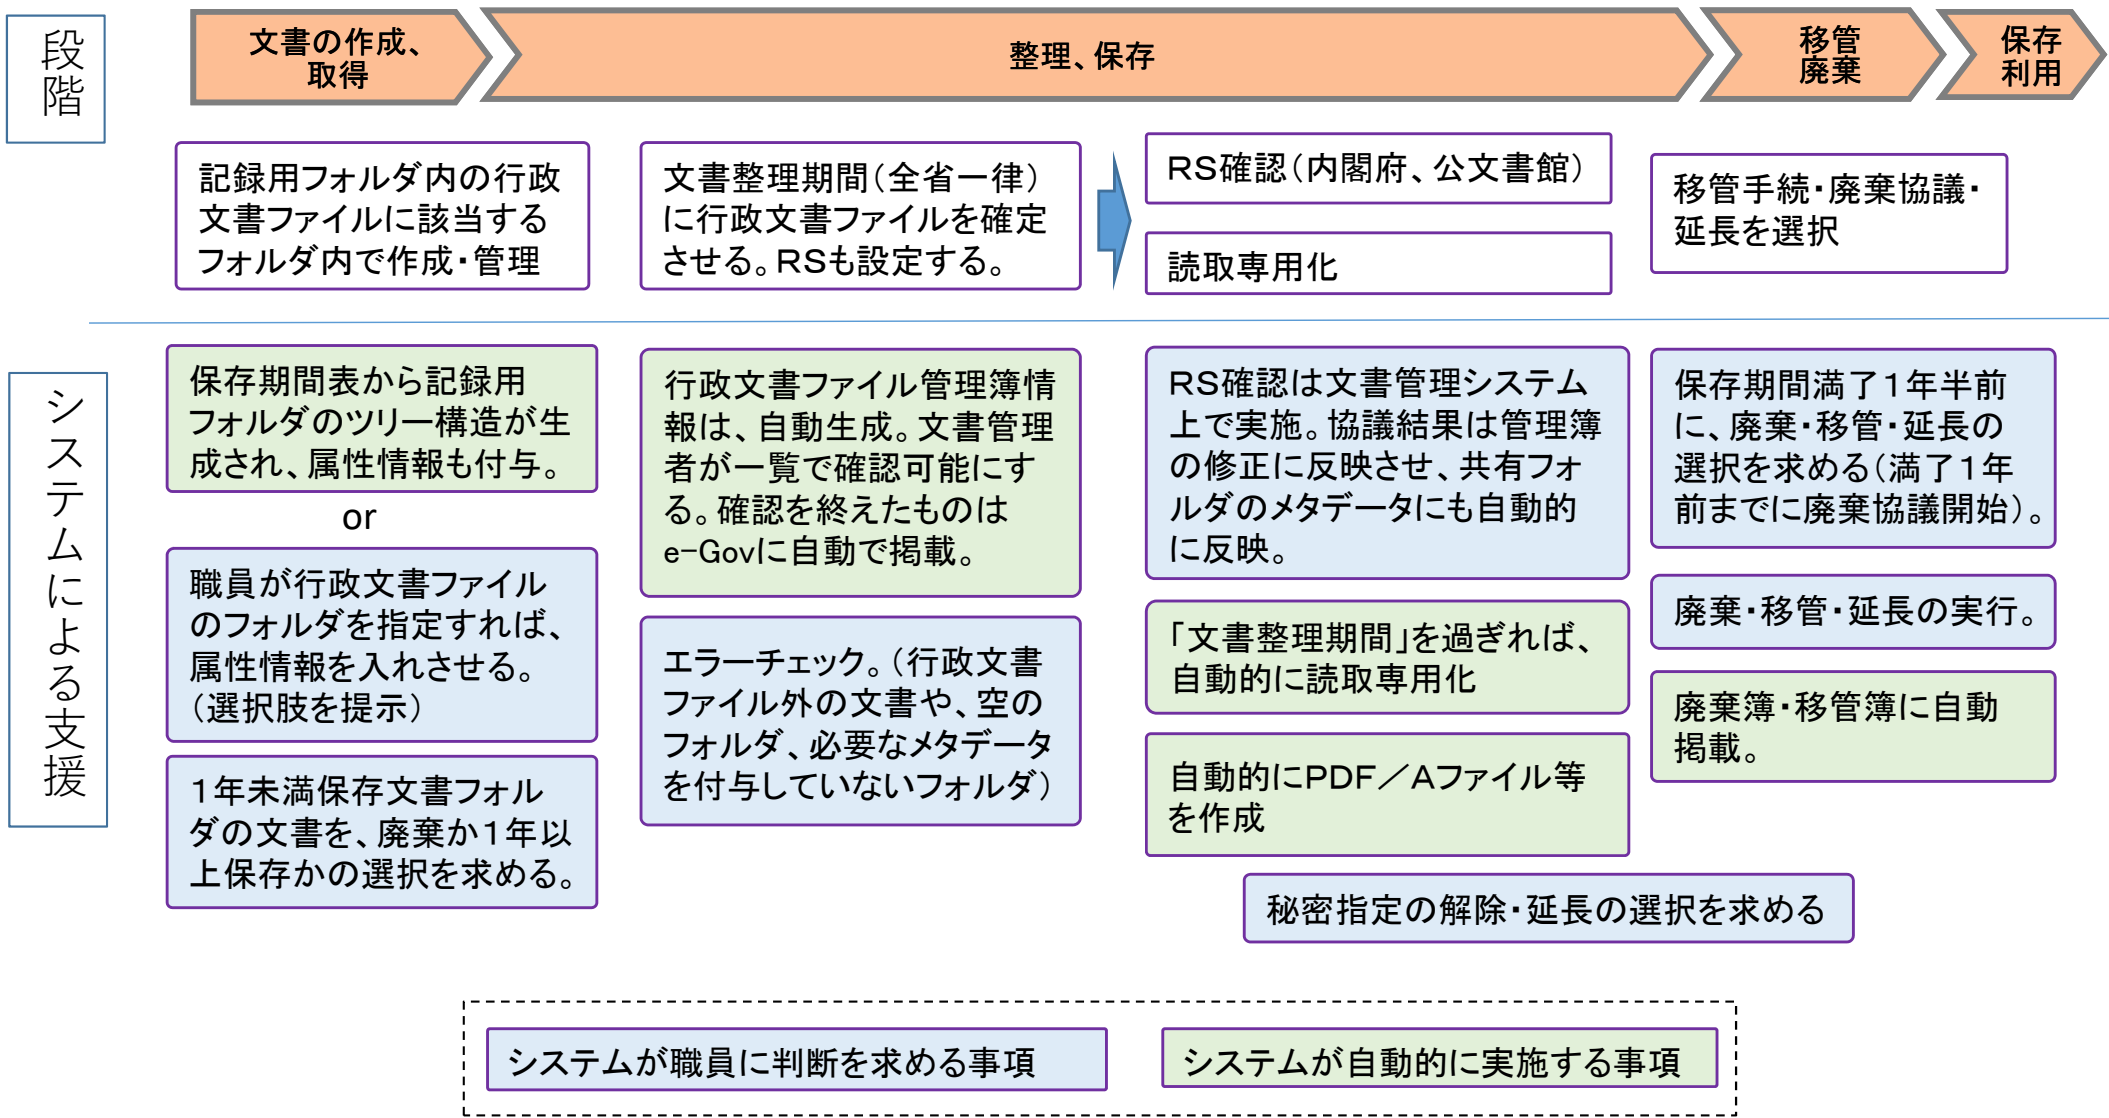 段階
文書の作成、
取得
整理、保存
移管
廃棄
保存
利用
記録用フォルダ内の行政
文書ファイルに該当する
フォルダ内で作成・管理
文書整理期間（全省一律）
に行政文書ファイルを確定
させる。ＲＳも設定する。
ＲＳ確認（内閣府、公文書館）
読取専用化
移管手続・廃棄協議・
延長を選択
システムによる支援
保存期間表から記録用
フォルダのツリー構造が生
成され、属性情報も付与。
or
職員が行政文書ファイル
のフォルダを指定すれば、
属性情報を入れさせる。
（選択肢を提示）
１年未満保存文書フォル
ダの文書を、廃棄か１年以
上保存かの選択を求める。
行政文書ファイル管理簿情
報は、自動生成。文書管理
者が一覧で確認可能にす
る。確認を終えたものは
e-Govに自動で掲載。
エラーチェック。（行政文書
ファイル外の文書や、空の
フォルダ、必要なメタデータ
を付与していないフォルダ）
ＲＳ確認は文書管理システム
上で実施。協議結果は管理簿
の修正に反映させ、共有フォ
ルダのメタデータにも自動的
に反映。
「文書整理期間」を過ぎれば、
自動的に読取専用化
自動的にＰＤＦ／Ａファイル等
を作成
保存期間満了１年半前
に、廃棄・移管・延長の
選択を求める（満了１年
前までに廃棄協議開始）。
廃棄・移管・延長の実行。
廃棄簿・移管簿に自動
掲載。
秘密指定の解除・延長の選択を求める
システムが職員に判断を求める事項
システムが自動的に実施する事項